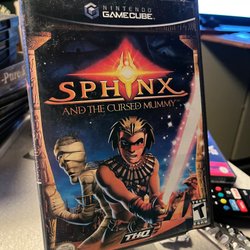 NINTENDO
GAMECUBE
SPHINX
AND THE CURSED MUMMY
THQ
T